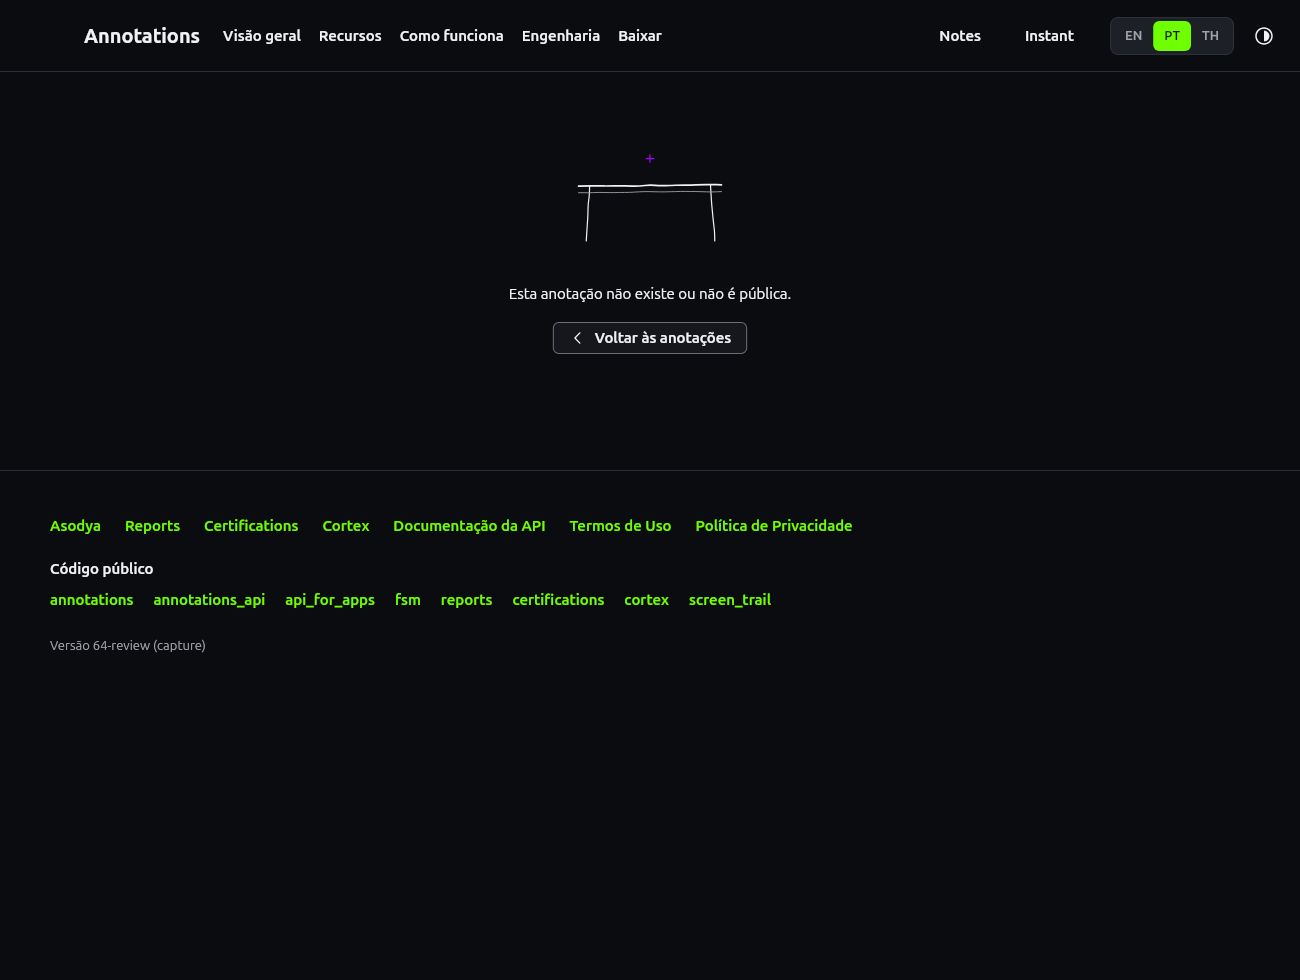 Annotations Visão geral Recursos Como funciona Engenharia Baixar Notes Instant EN PT TH
Esta anotação não existe ou não é pública.
Voltar às anotações
Asodya Reports Certifications Cortex Documentação da API Termos de Uso Política de Privacidade
Código público
annotations annotations_api api_for_apps fsm reports certifications cortex screen_trail
Versão 64-review (capture)